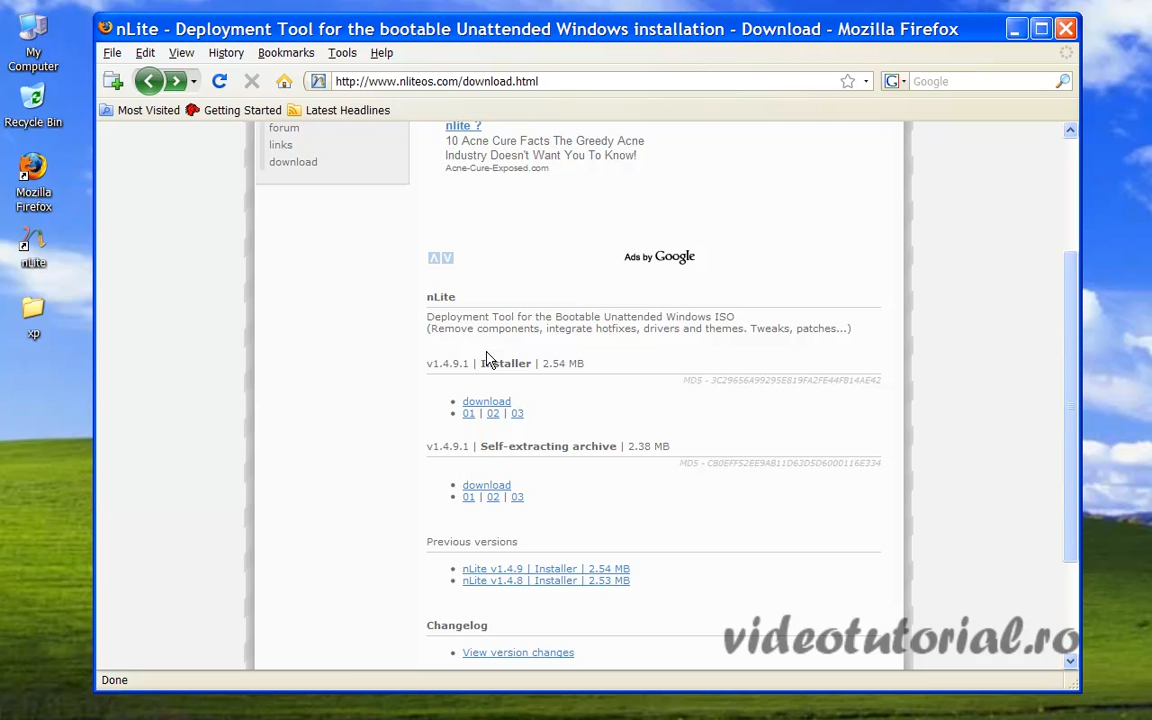 nLite - Deployment Tool for the bootable Unattended Windows installation - Download - Mozilla Firefox
File Edit View History Bookmarks Tools Help
http://www.nliteos.com/download.html
Google
Most Visited Getting Started Latest Headlines
My
Computer
Recycle Bin
Mozilla
Firefox
nLite
xp
forum
links
download
nlite ?
10 Acne Cure Facts The Greedy Acne
Industry Doesn't Want You To Know!
Acne-Cure-Exposed.com
Ads by Google
nLite
Deployment Tool for the Bootable Unattended Windows ISO
(Remove components, integrate hotfixes, drivers and themes. Tweaks, patches...)
v1.4.9.1 | Installer | 2.54 MB
MD5 - 3C29656A99295E819FA2FE44FB14AE42
download
01 | 02 | 03
v1.4.9.1 | Self-extracting archive | 2.38 MB
MD5 - CB0EFF52EE9AB11D63D5D6000116E334
download
01 | 02 | 03
Previous versions
nLite v1.4.9 | Installer | 2.54 MB
nLite v1.4.8 | Installer | 2.53 MB
Changelog
View version changes
videotutorial.ro
Done